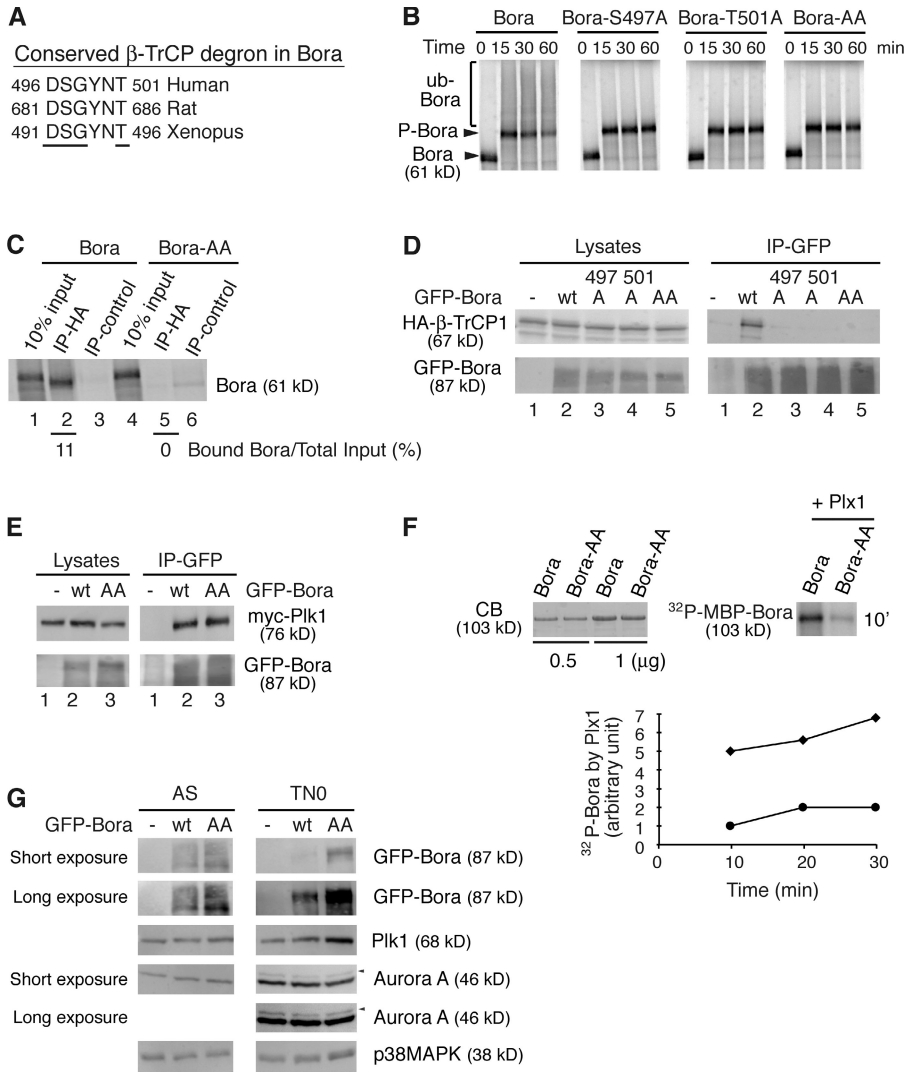 A
Conserved β-TrCP degron in Bora
496 DSGYNT 501 Human
681 DSGYNT 686 Rat
491 DSGYNT 496 Xenopus
B
Bora Bora-S497A Bora-T501A Bora-AA
Time 0 15 30 60 0 15 30 60 0 15 30 60 0 15 30 60 min
ub-
Bora
P-Bora
Bora
(61 kD)
C
Bora Bora-AA
10% input IP-HA IP-control 10% input IP-HA IP-control
Bora (61 kD)
1 2 3 4 5 6
11 0 Bound Bora/Total Input (%)
D
Lysates IP-GFP
497 501 497 501
GFP-Bora - wt A A AA - wt A A AA
HA-β-TrCP1
(67 kD)
GFP-Bora
(87 kD)
1 2 3 4 5 1 2 3 4 5
E
Lysates IP-GFP
- wt AA - wt AA GFP-Bora
myc-Plk1
(76 kD)
GFP-Bora
(87 kD)
1 2 3 1 2 3
F
+ Plx1
Bora Bora-AA Bora Bora-AA Bora Bora-AA
CB
(103 kD)
0.5 1 (μg)
³²P-MBP-Bora
(103 kD)
10'
³²P-Bora by Plx1
(arbitrary unit)
7
6
5
4
3
2
1
0
0 10 20 30
Time (min)
G
AS TN0
GFP-Bora - wt AA - wt AA
Short exposure GFP-Bora (87 kD)
Long exposure GFP-Bora (87 kD)
Plk1 (68 kD)
Short exposure Aurora A (46 kD)
Long exposure Aurora A (46 kD)
p38MAPK (38 kD)